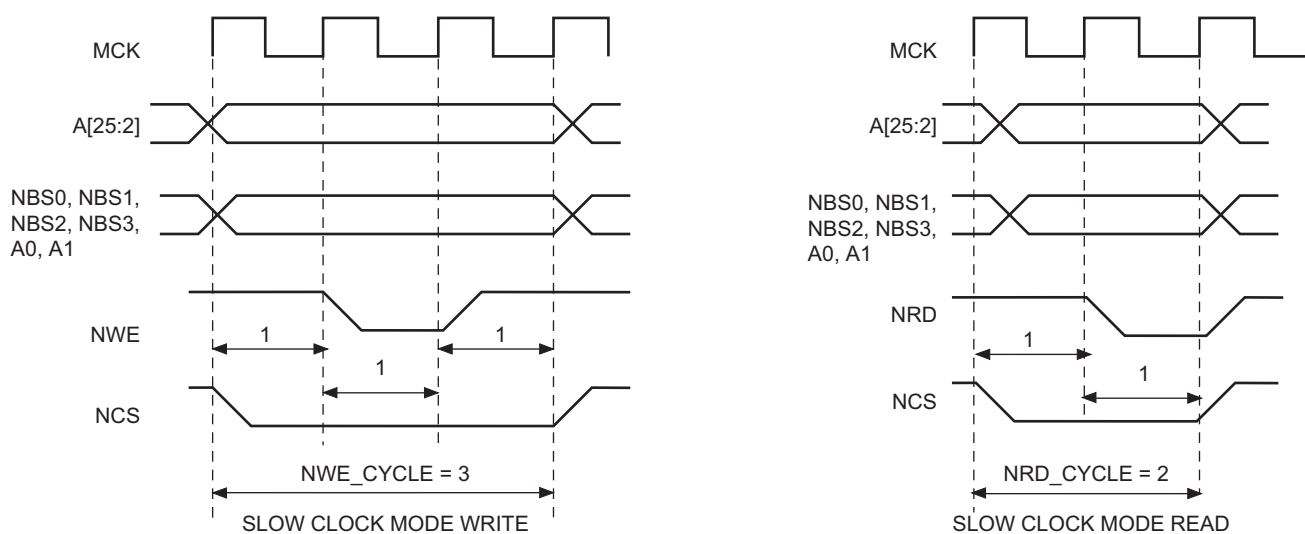 MCK
A[25:2]
NBS0, NBS1,
NBS2, NBS3,
A0, A1
NWE
1
1
1
NCS
NWE_CYCLE = 3
SLOW CLOCK MODE WRITE
MCK
A[25:2]
NBS0, NBS1,
NBS2, NBS3,
A0, A1
NRD
1
1
NCS
NRD_CYCLE = 2
SLOW CLOCK MODE READ